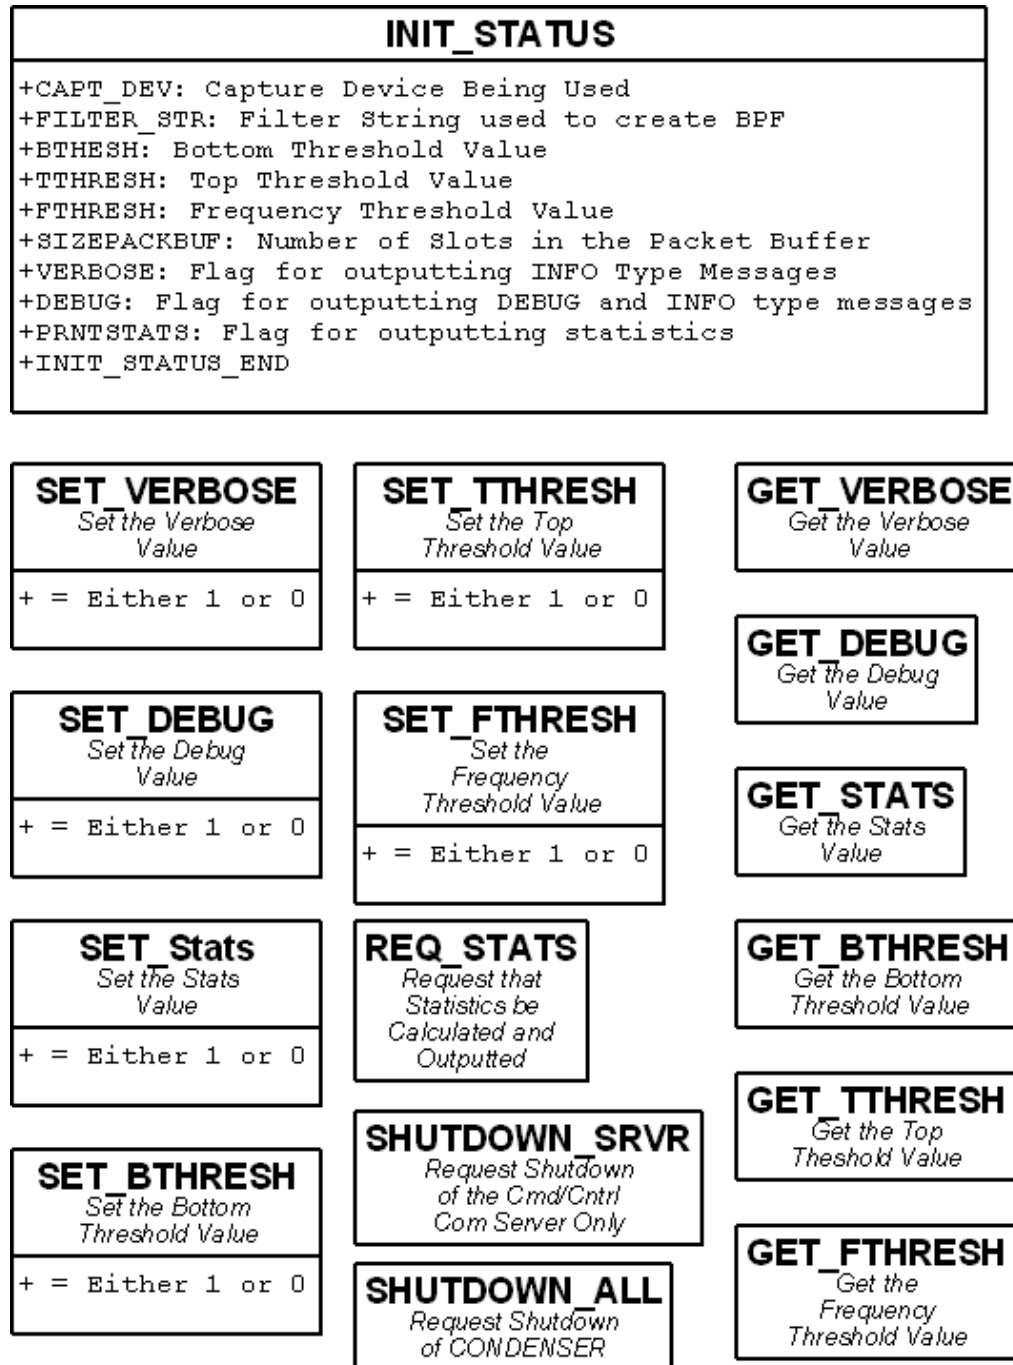 INIT_STATUS
+CAPT_DEV: Capture Device Being Used
+FILTER_STR: Filter String used to create BPF
+BTHESH: Bottom Threshold Value
+TTHRESH: Top Threshold Value
+FTHRESH: Frequency Threshold Value
+SIZEPACKBUF: Number of Slots in the Packet Buffer
+VERBOSE: Flag for outputting INFO Type Messages
+DEBUG: Flag for outputting DEBUG and INFO type messages
+PRNTSTATS: Flag for outputting statistics
+INIT_STATUS_END
SET_VERBOSE
Set the Verbose
Value
+ = Either 1 or 0
SET_DEBUG
Set the Debug
Value
+ = Either 1 or 0
SET_Stats
Set the Stats
Value
+ = Either 1 or 0
SET_BTHRESH
Set the Bottom
Threshold Value
+ = Either 1 or 0
SET_TTHRESH
Set the Top
Threshold Value
+ = Either 1 or 0
SET_FTHRESH
Set the
Frequency
Threshold Value
+ = Either 1 or 0
REQ_STATS
Request that
Statistics be
Calculated and
Outputted
SHUTDOWN_SRVR
Request Shutdown
of the Cmd/Cntrl
Com Server Only
SHUTDOWN_ALL
Request Shutdown
of CONDENSER
GET_VERBOSE
Get the Verbose
Value
GET_DEBUG
Get the Debug
Value
GET_STATS
Get the Stats
Value
GET_BTHRESH
Get the Bottom
Threshold Value
GET_TTHRESH
Get the Top
Theshold Value
GET_FTHRESH
Get the
Frequency
Threshold Value